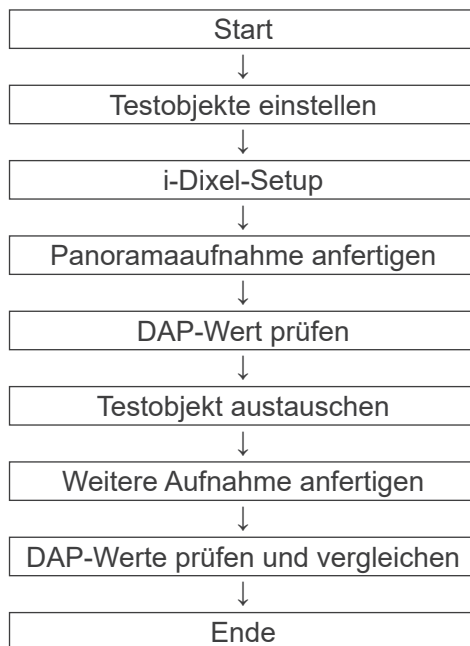 Start
↓
Testobjekte einstellen
↓
i-Dixel-Setup
↓
Panoramaaufnahme anfertigen
↓
DAP-Wert prüfen
↓
Testobjekt austauschen
↓
Weitere Aufnahme anfertigen
↓
DAP-Werte prüfen und vergleichen
↓
Ende